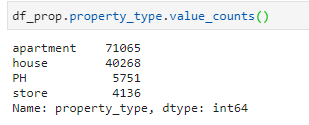 df_prop.property_type.value_counts()
apartment    71065
house        40268
PH            5751
store         4136
Name: property_type, dtype: int64